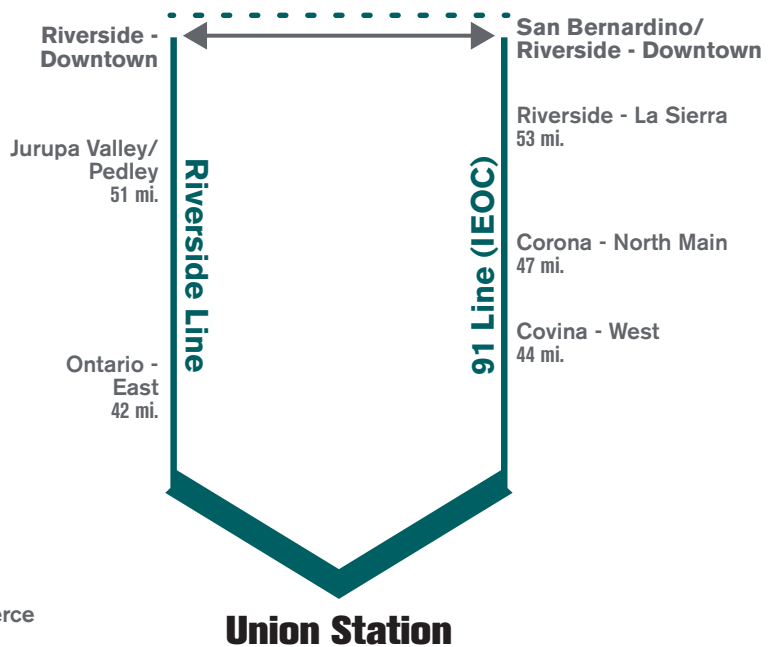 Riverside -
Downtown
San Bernardino/
Riverside - Downtown
Riverside - La Sierra
53 mi.
Jurupa Valley/
Pedley
51 mi.
Riverside Line
91 Line (IEOC)
Corona - North Main
47 mi.
Covina - West
44 mi.
Ontario -
East
42 mi.
erce
Union Station